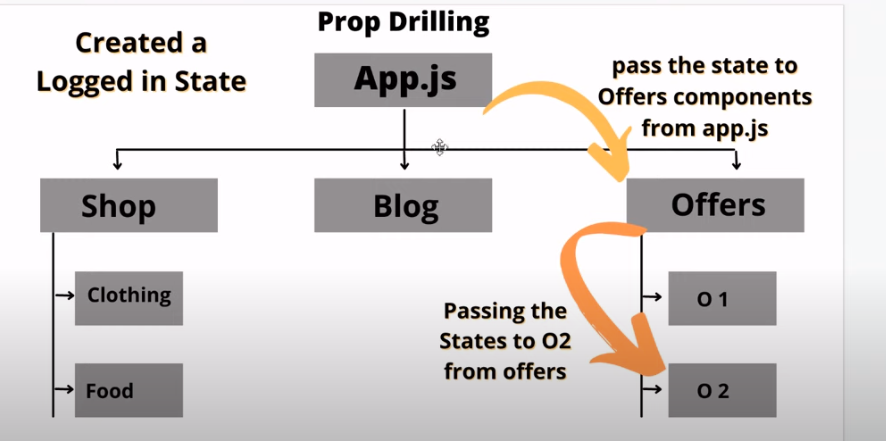 Prop Drilling
Created a
Logged in State
App.js
pass the state to
Offers components
from app.js
Shop
Blog
Offers
Clothing
O 1
Passing the
States to O2
from offers
Food
O 2